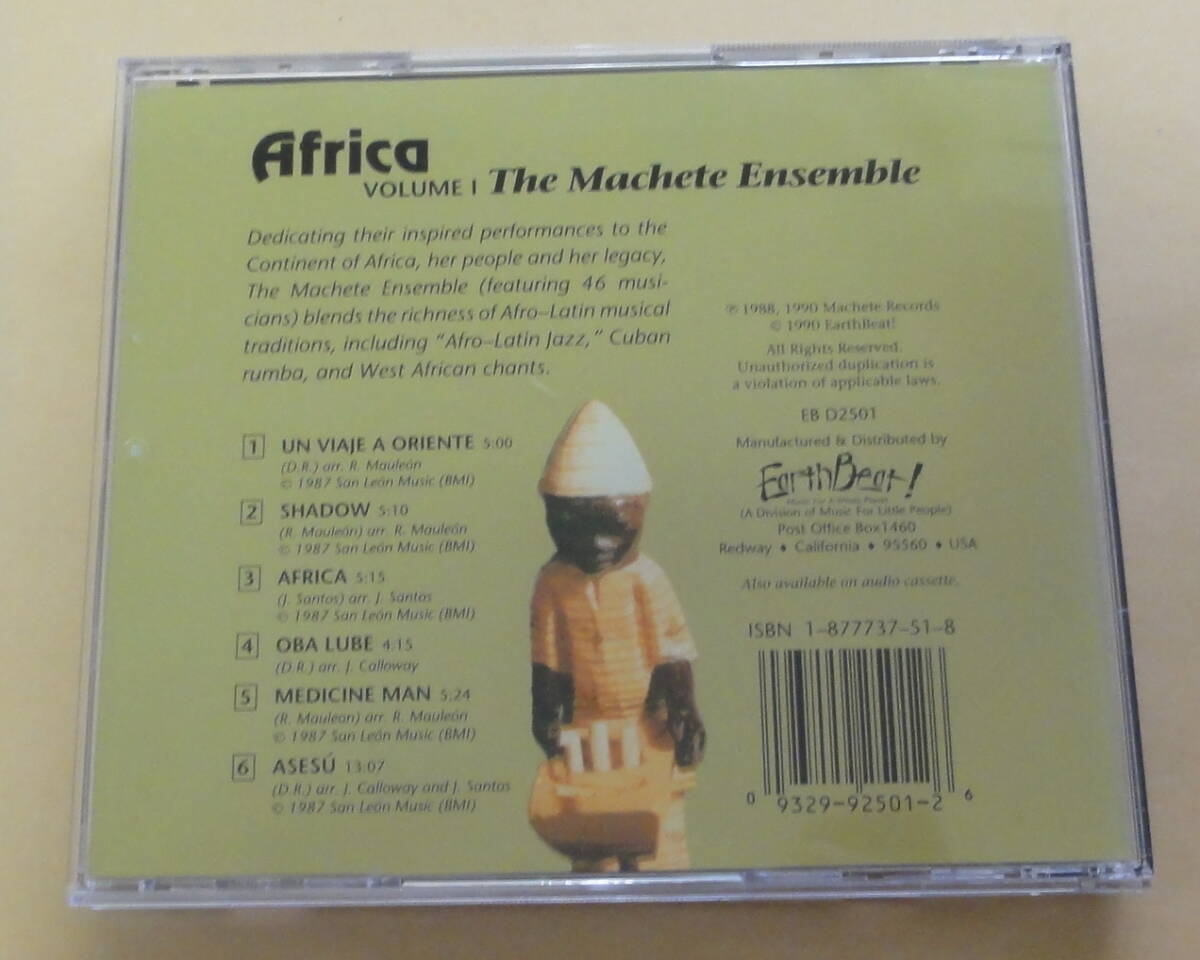 Africa
VOLUME I The Machete Ensemble
Dedicating their inspired performances to the
Continent of Africa, her people and her legacy,
The Machete Ensemble (featuring 46 musi-
cians) blends the richness of Afro-Latin musical
traditions, including "Afro-Latin Jazz," Cuban
rumba, and West African chants.
1 UN VIAJE A ORIENTE 5:00
(D.R.) arr. R. Mauleón
© 1987 San León Music (BMI)
2 SHADOW 5:10
(R. Mauleón) arr. R. Mauleón
© 1987 San León Music (BMI)
3 AFRICA 5:15
(J. Santos) arr. J. Santos
© 1987 San León Music (BMI)
4 OBA LUBE 4:15
(D.R.) arr. J. Calloway
5 MEDICINE MAN 5:24
(R. Mauleon) arr. R. Mauleón
© 1987 San León Music (BMI)
6 ASESÚ 13:07
(D.R.) arr. J. Calloway and J. Santos
© 1987 San León Music (BMI)
℗ 1988, 1990 Machete Records
© 1990 EarthBeat!
All Rights Reserved.
Unauthorized duplication is
a violation of applicable laws.
EB D2501
Manufactured & Distributed by
EarthBeat!
(A Division of Music For Little People)
Post Office Box 1460
Redway ♦ California ♦ 95560 ♦ USA
Also available on audio cassette.
ISBN 1-877737-51-8
0 9329-92501-2 6